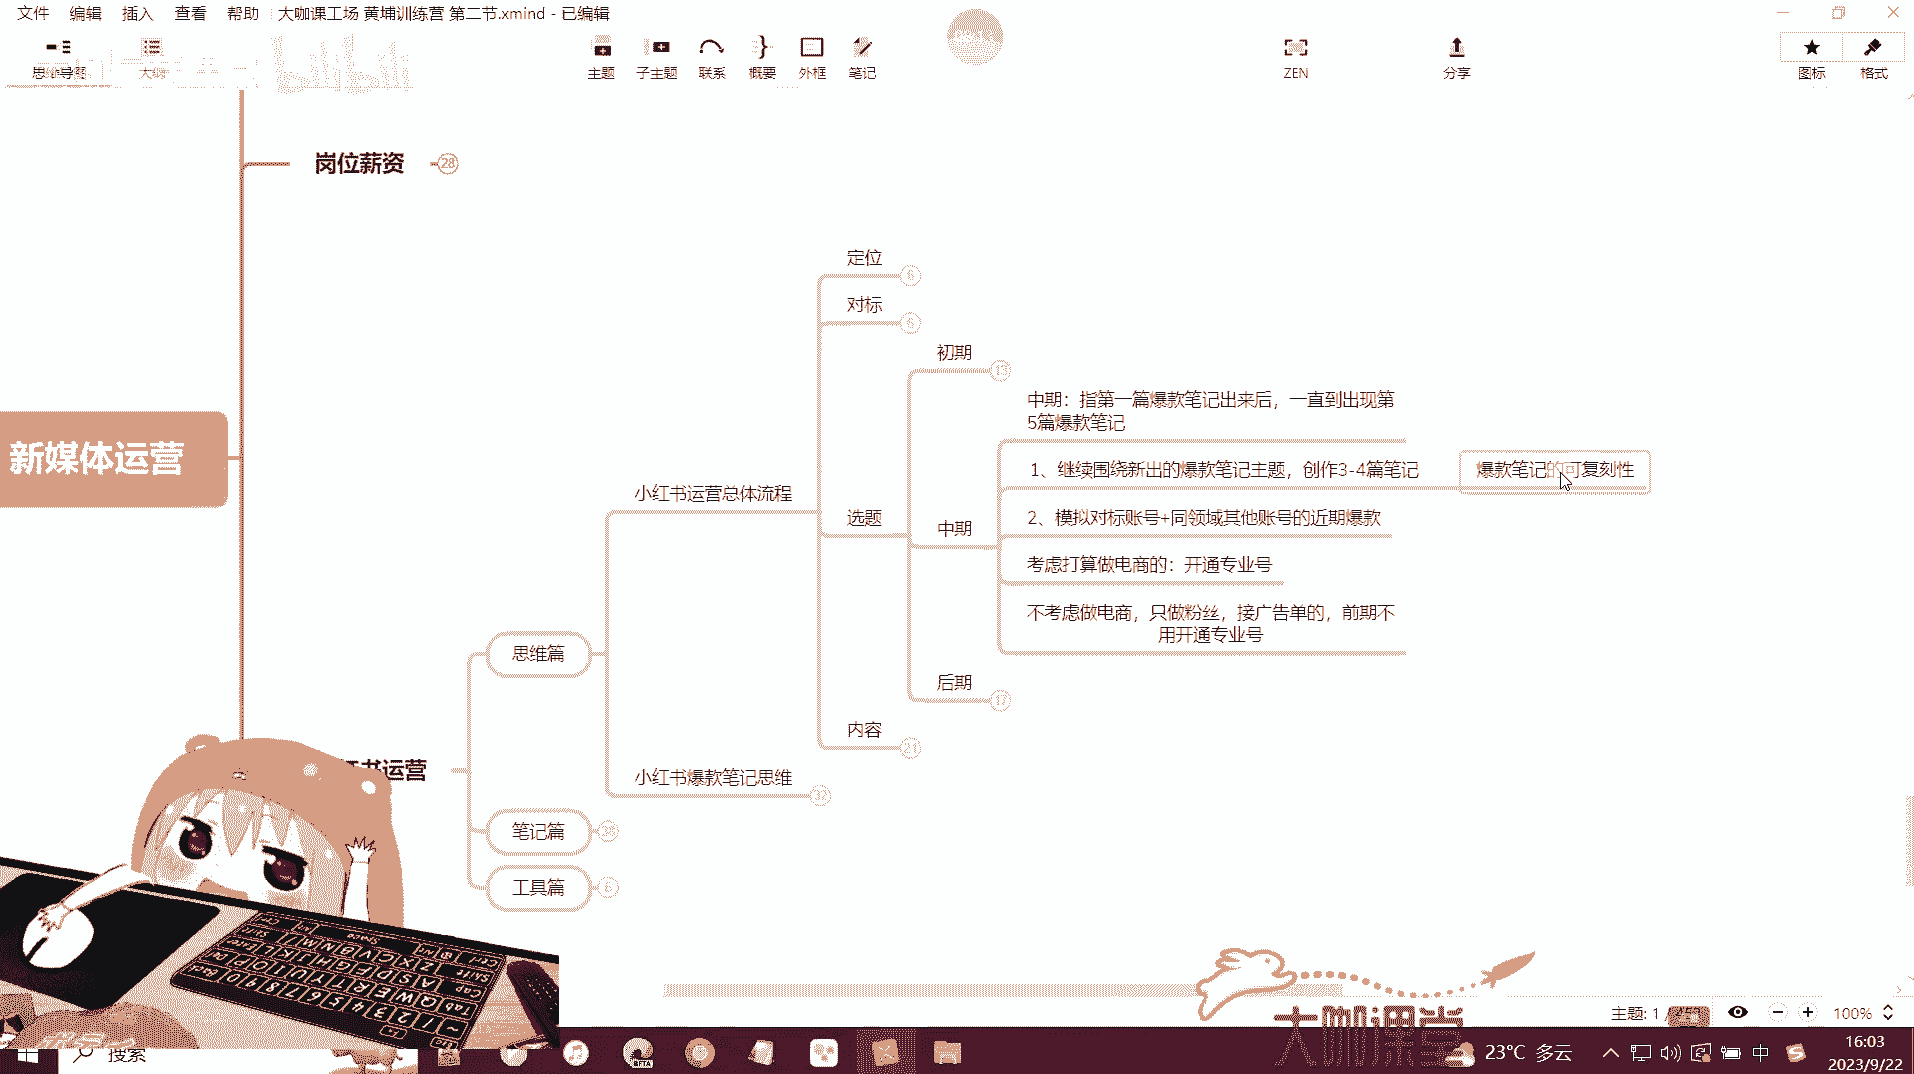 文件 编辑 插入 查看 帮助 大咖课工场 黄埔训练营 第二节.xmind - 已编辑
思维导图 大纲 主题 子主题 联系 概要 外框 笔记 ZEN 分享 图标 格式
岗位薪资 28
定位 6
对标 6
初期 13
中期：指第一篇爆款笔记出来后，一直到出现第
5篇爆款笔记
新媒体运营
1、继续围绕新出的爆款笔记主题，创作3-4篇笔记
爆款笔记的可复刻性
小红书运营总体流程
选题
2、模拟对标账号+同领域其他账号的近期爆款
中期
考虑打算做电商的：开通专业号
不考虑做电商，只做粉丝，接广告单的，前期不
用开通专业号
思维篇
后期 17
内容 21
书运营
小红书爆款笔记思维 32
笔记篇 38
工具篇 6
大咖课堂
主题: 1 /
100%
搜索
BETA
23°C 多云
中
16:03
2023/9/22